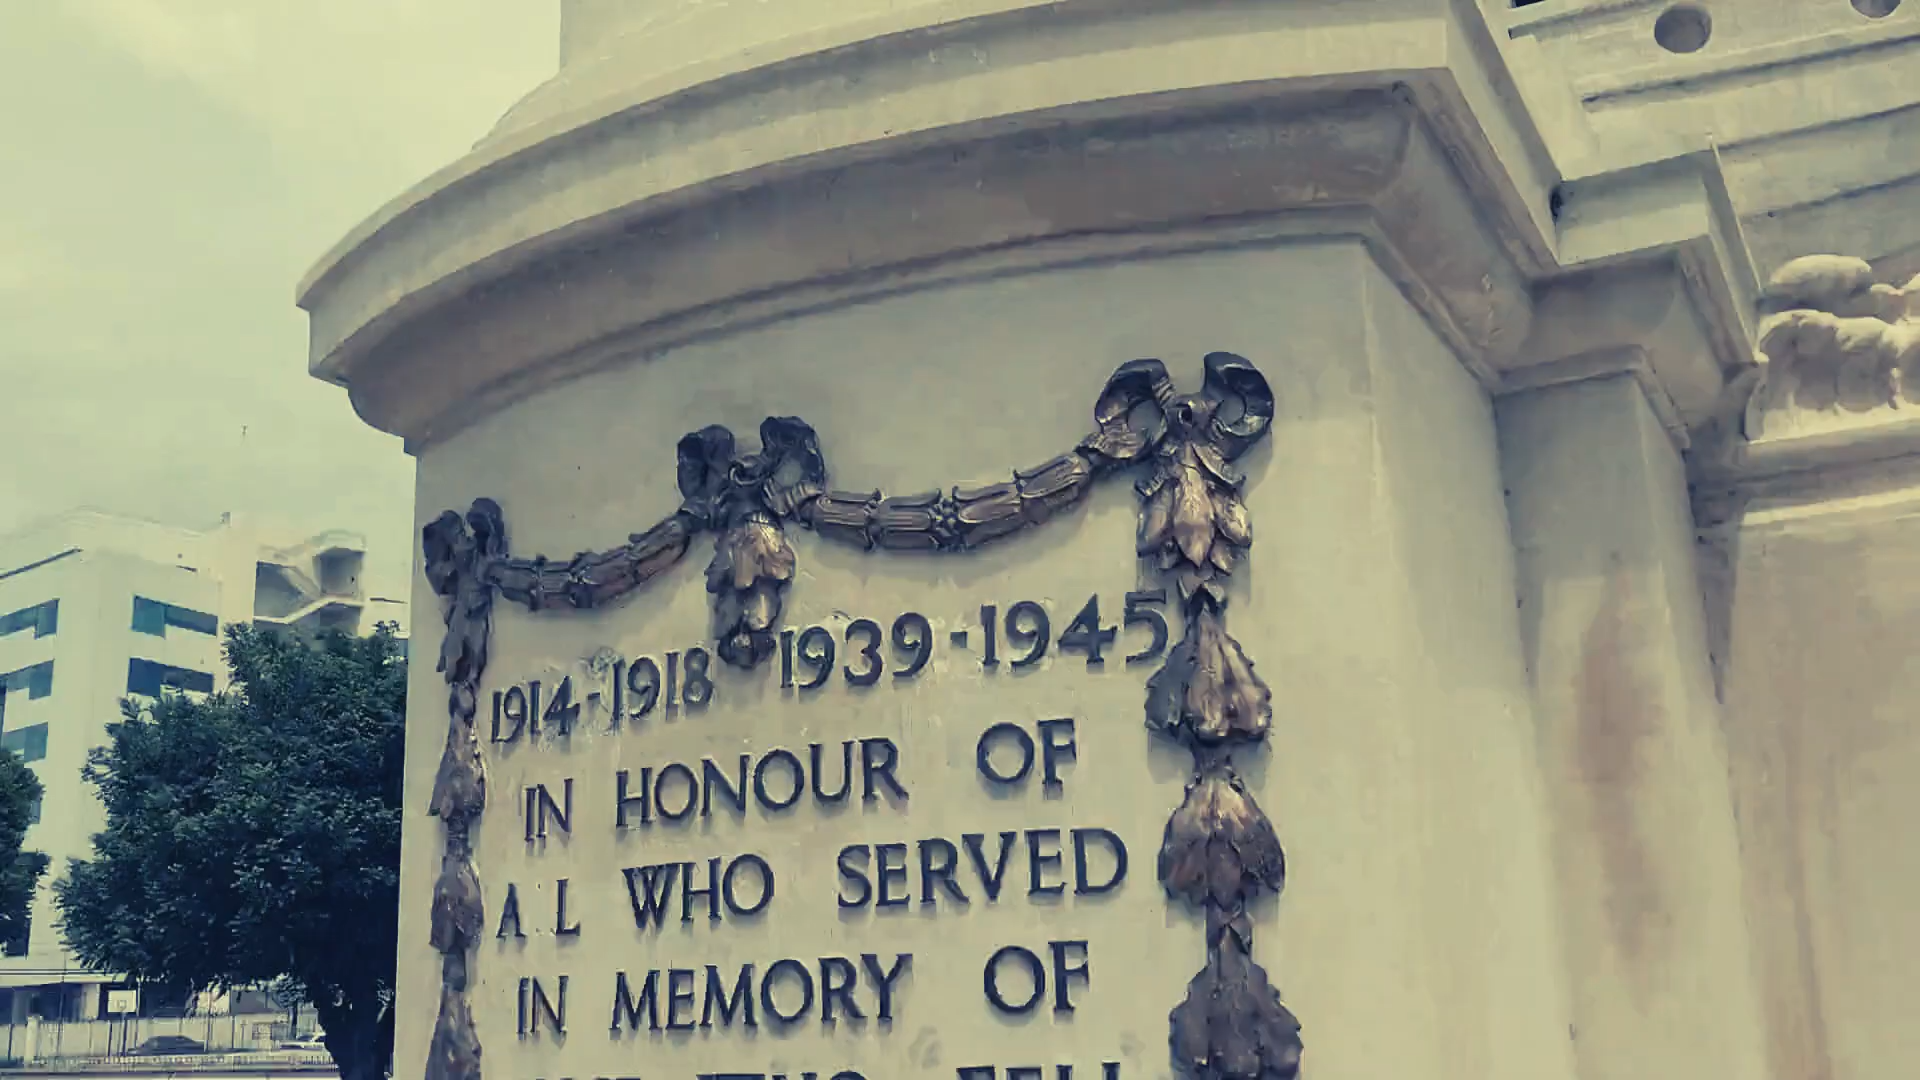 1914-1918 1939-1945
IN HONOUR OF
A L WHO SERVED
IN MEMORY OF